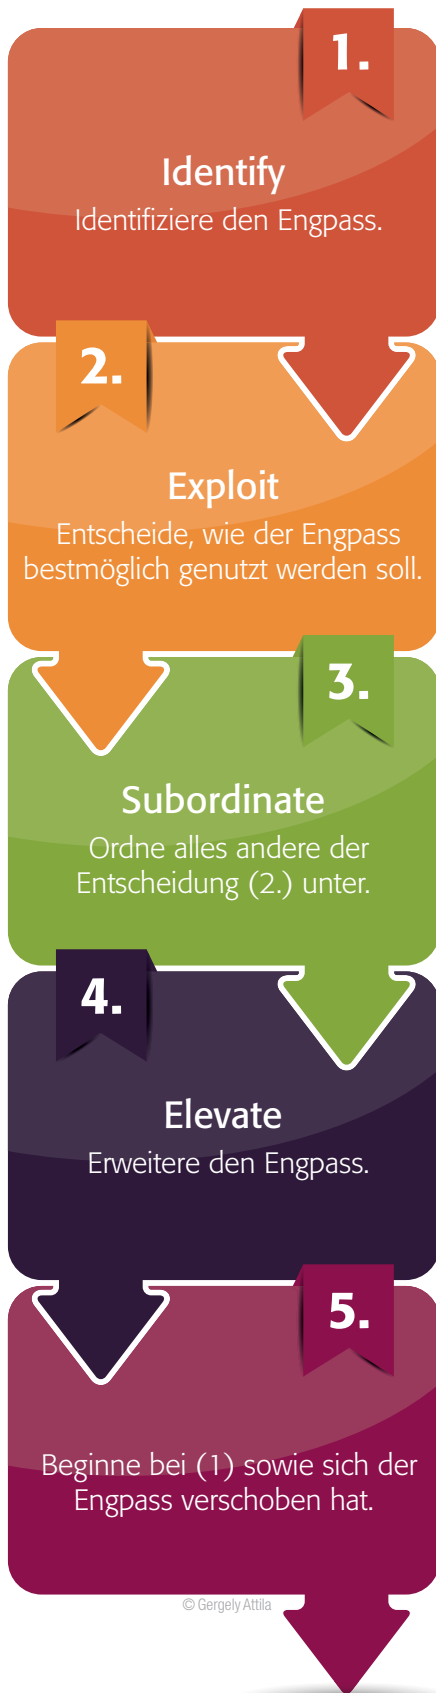 1.
Identify
Identifiziere den Engpass.
2.
Exploit
Entscheide, wie der Engpass
bestmöglich genutzt werden soll.
3.
Subordinate
Ordne alles andere der
Entscheidung (2.) unter.
4.
Elevate
Erweitere den Engpass.
5.
Beginne bei (1) sowie sich der
Engpass verschoben hat.
© Gergely Attila